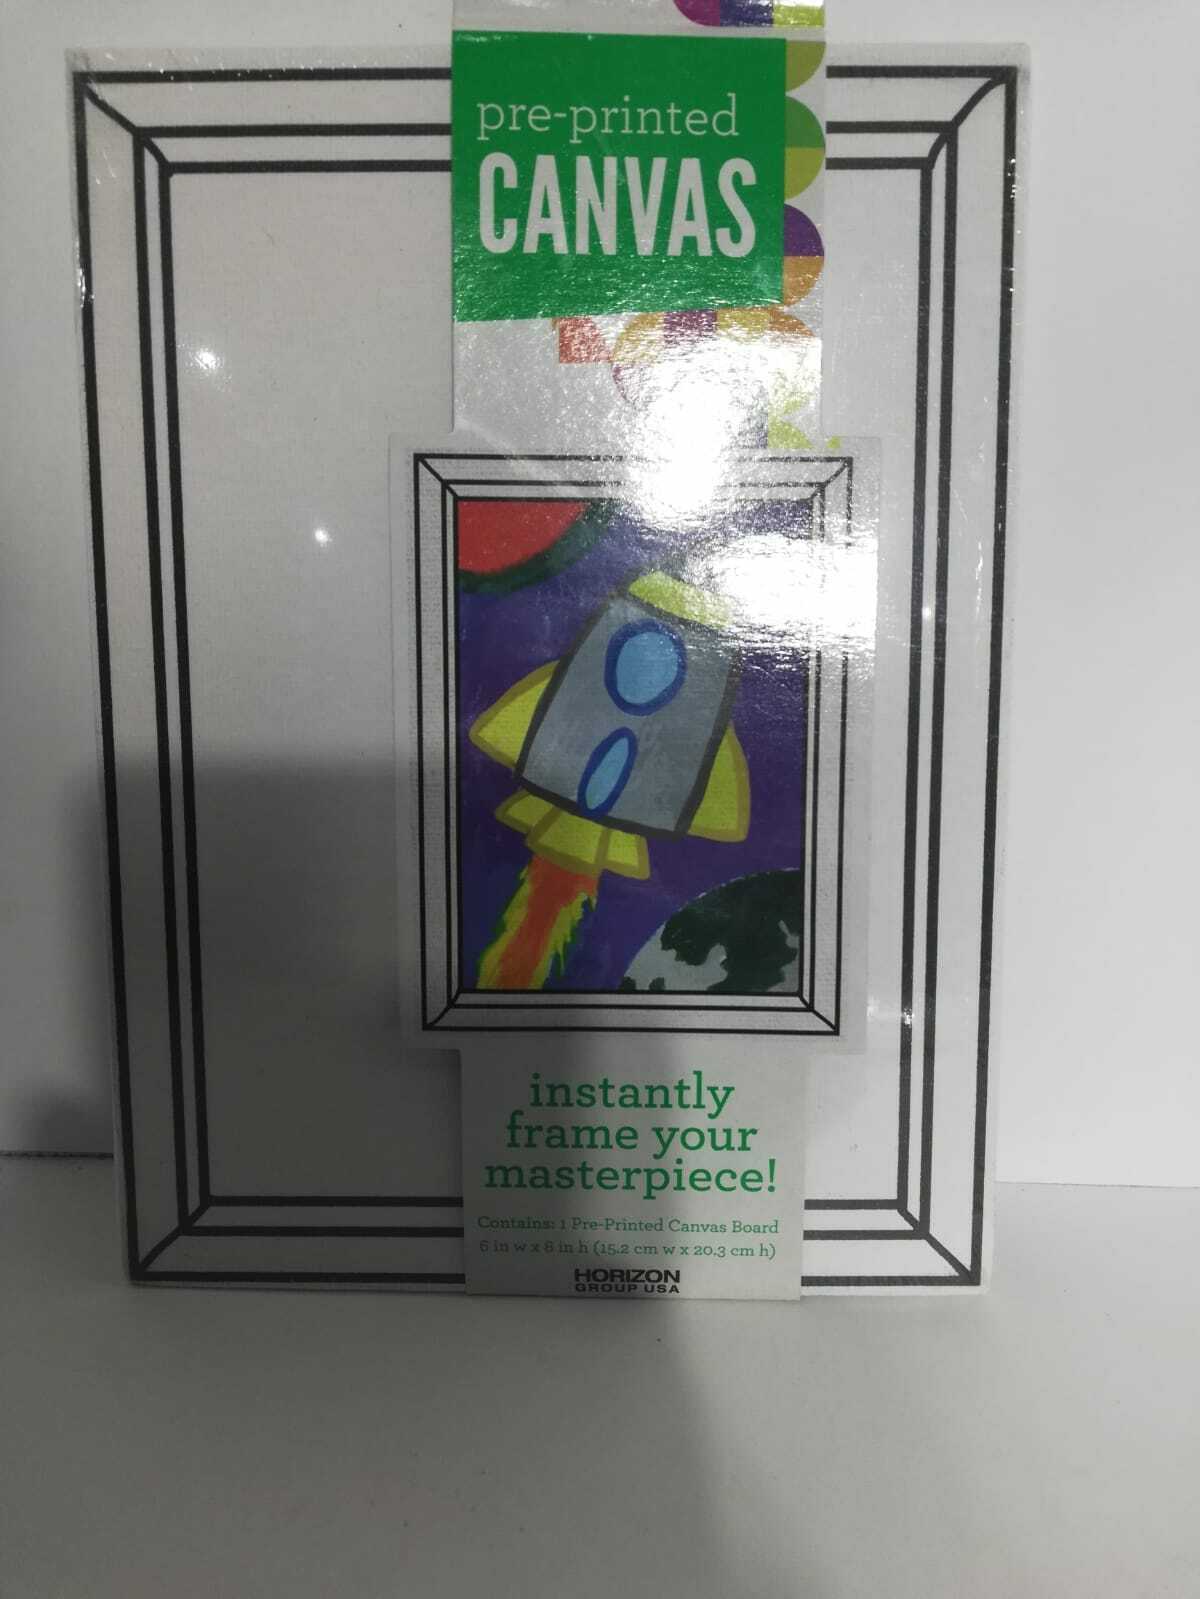 pre-printed
CANVAS
instantly
frame your
masterpiece!
Contains: 1 Pre-Printed Canvas Board
6 in w x 8 in h (15.2 cm w x 20.3 cm h)
HORIZON
GROUP USA